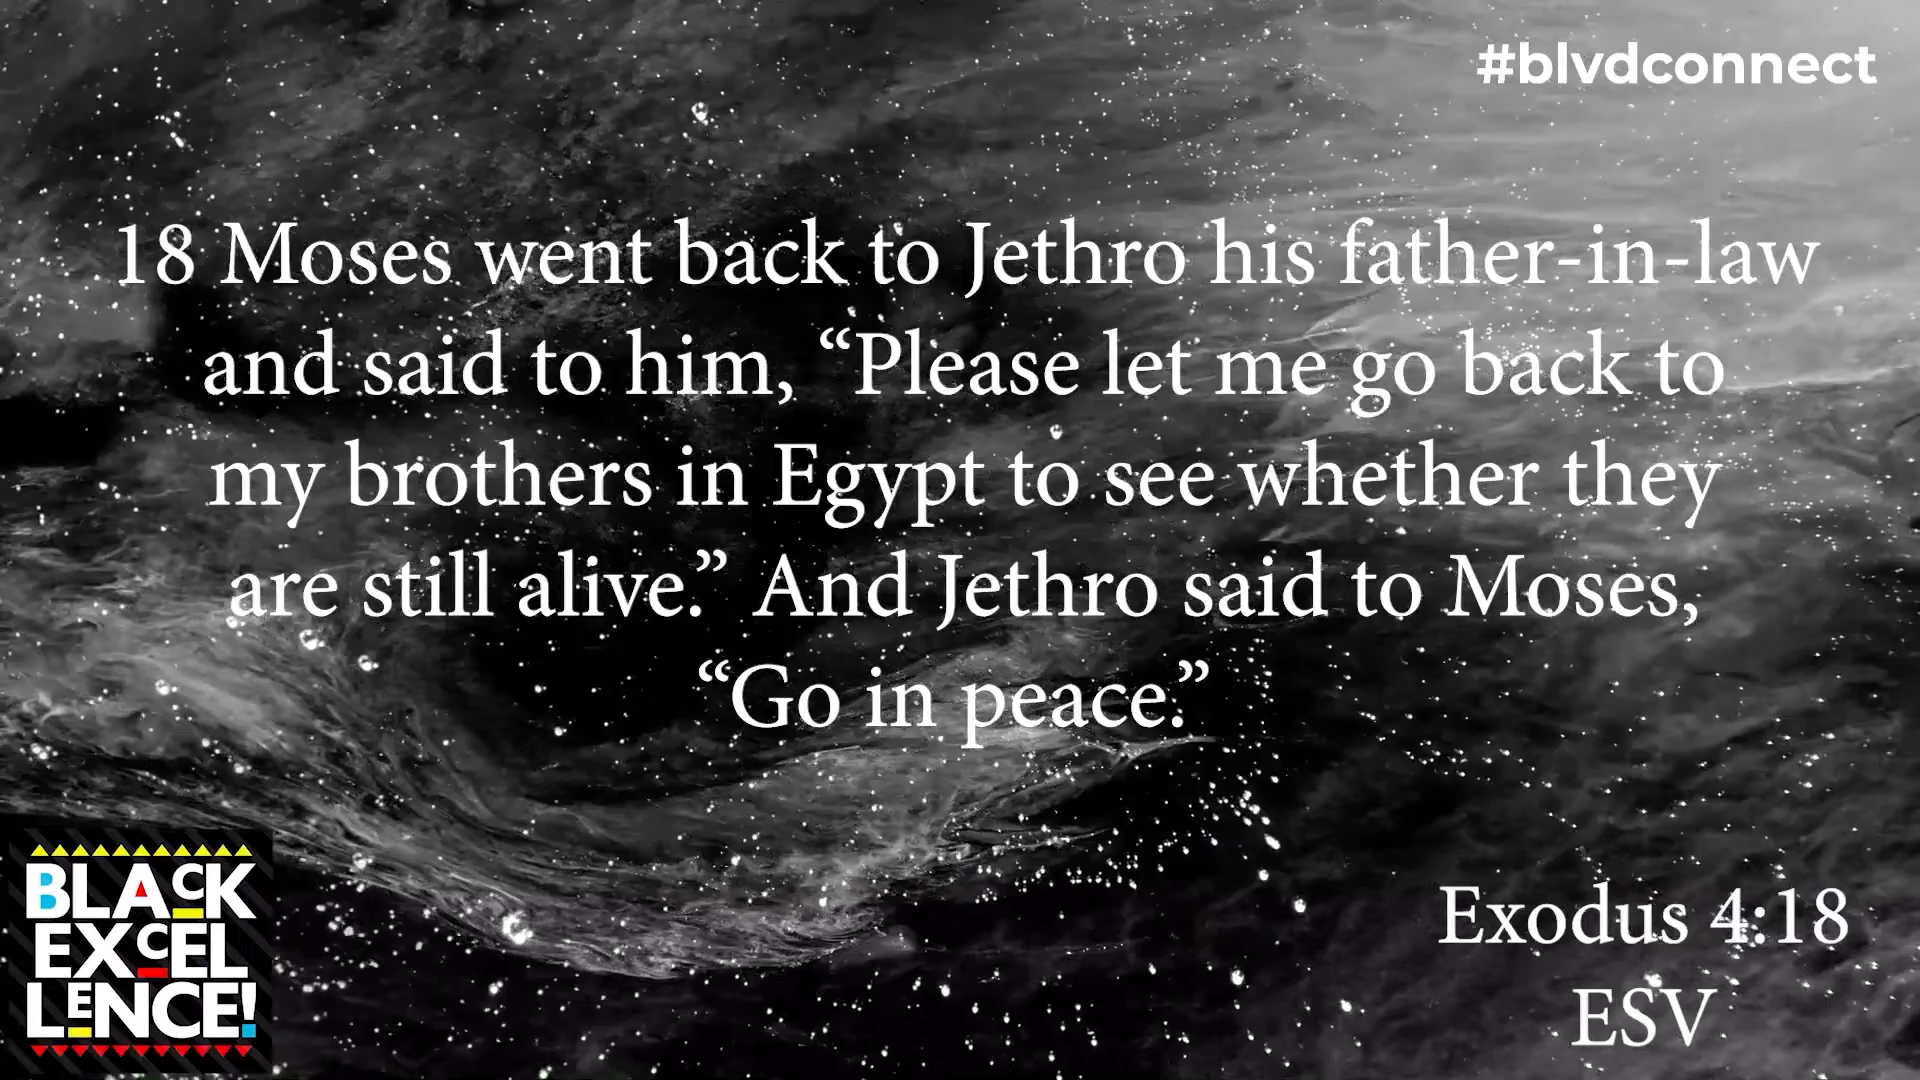 #blvdconnect
18 Moses went back to Jethro his father-in-law
and said to him, “Please let me go back to
my brothers in Egypt to see whether they
are still alive.” And Jethro said to Moses,
“Go in peace.”
BLACK
EXCEL
LENCE!
Exodus 4:18
ESV